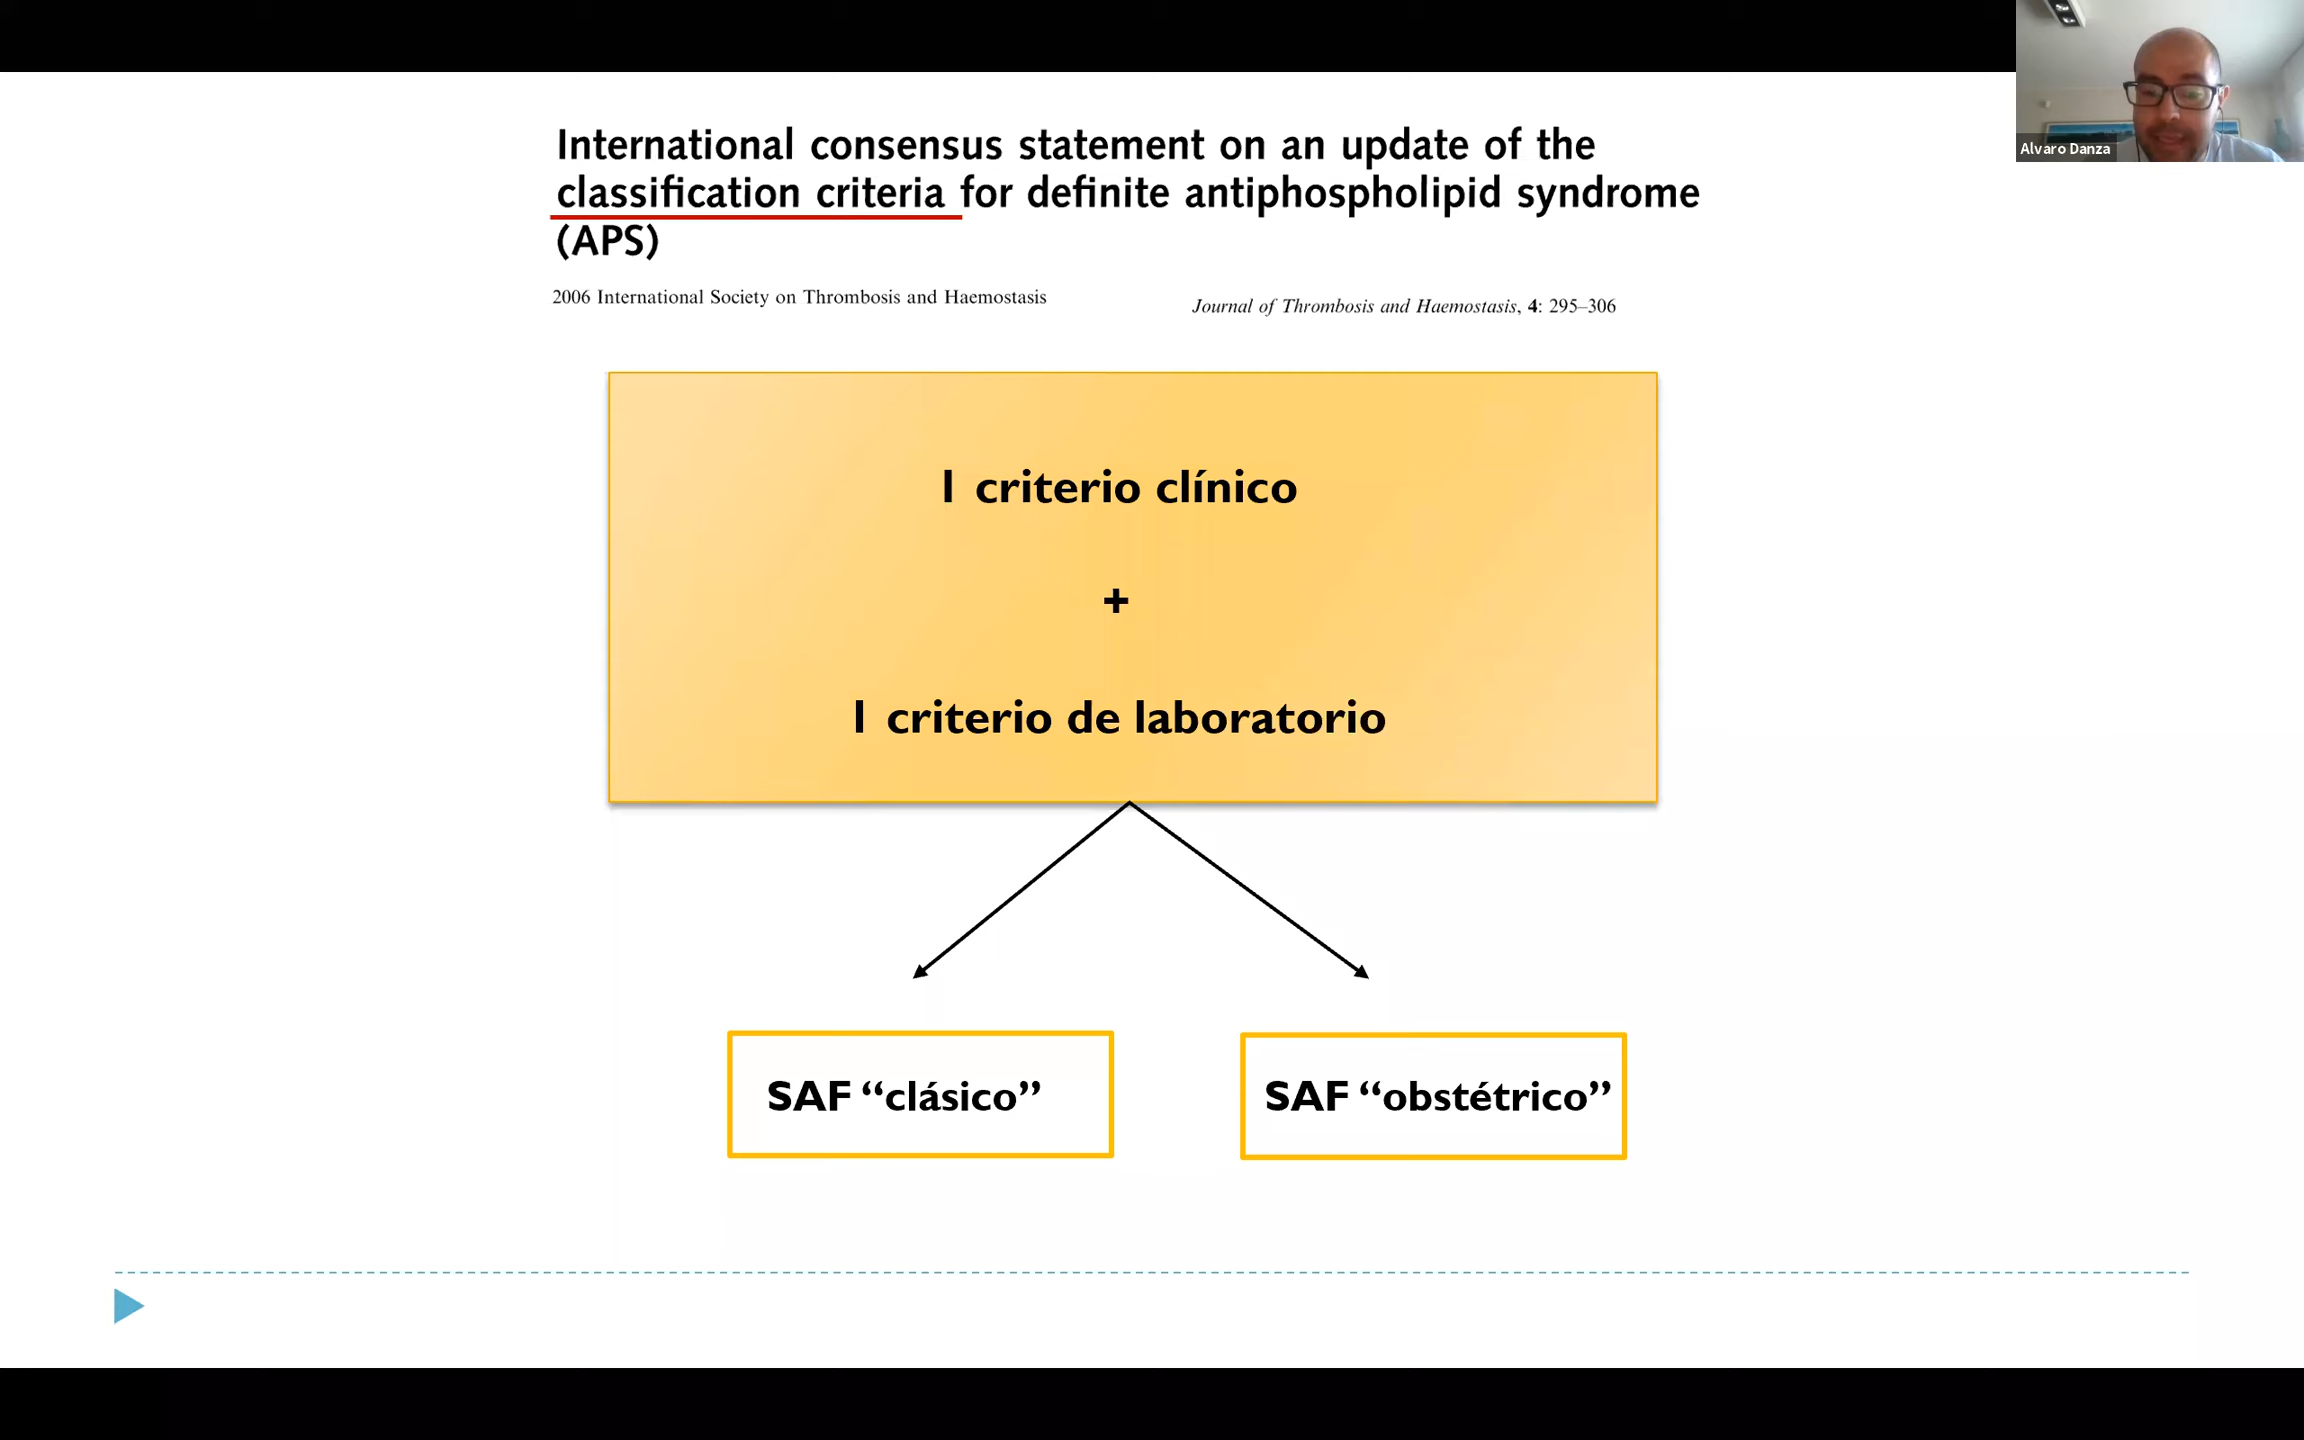 International consensus statement on an update of the
classification criteria for definite antiphospholipid syndrome
(APS)
2006 International Society on Thrombosis and Haemostasis
Journal of Thrombosis and Haemostasis, 4: 295–306
1 criterio clínico
+
1 criterio de laboratorio
SAF “clásico”
SAF “obstétrico”
Alvaro Danza